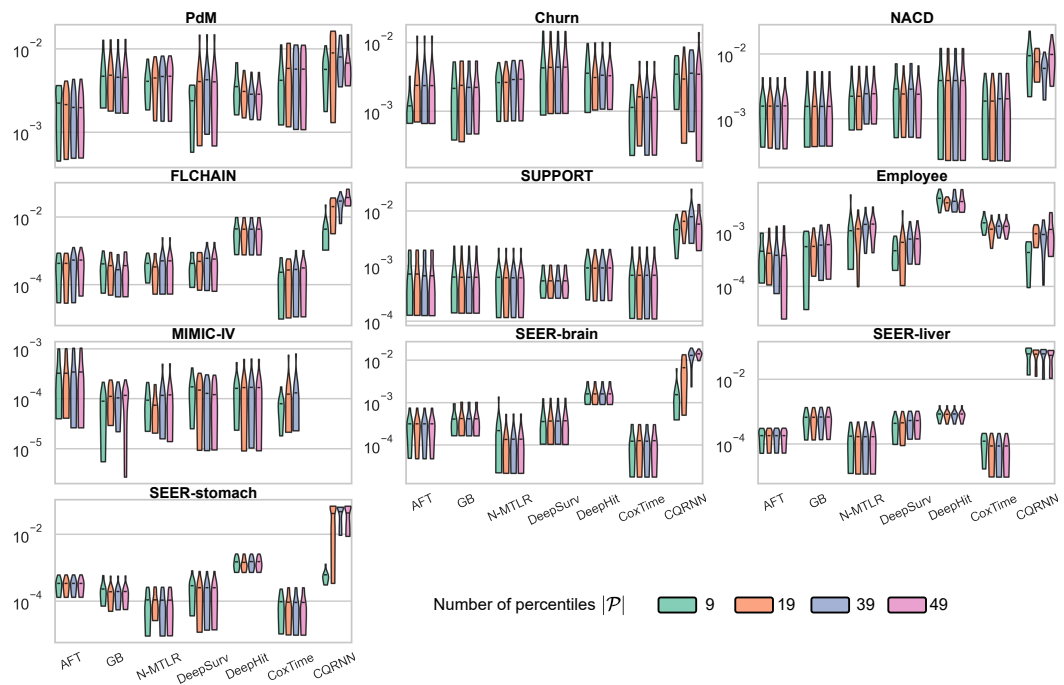 PdM
Churn
NACD
10⁻²
10⁻³
10⁻²
10⁻³
10⁻²
10⁻³
FLCHAIN
SUPPORT
Employee
10⁻²
10⁻⁴
10⁻²
10⁻³
10⁻⁴
10⁻³
10⁻⁴
MIMIC-IV
SEER-brain
SEER-liver
10⁻³
10⁻⁴
10⁻⁵
10⁻²
10⁻³
10⁻⁴
10⁻²
10⁻⁴
AFT GB N-MTLR DeepSurv DeepHit CoxTime CQRNN
AFT GB N-MTLR DeepSurv DeepHit CoxTime CQRNN
SEER-stomach
10⁻²
10⁻⁴
AFT GB N-MTLR DeepSurv DeepHit CoxTime CQRNN
Number of percentiles |𝒫| 9 19 39 49